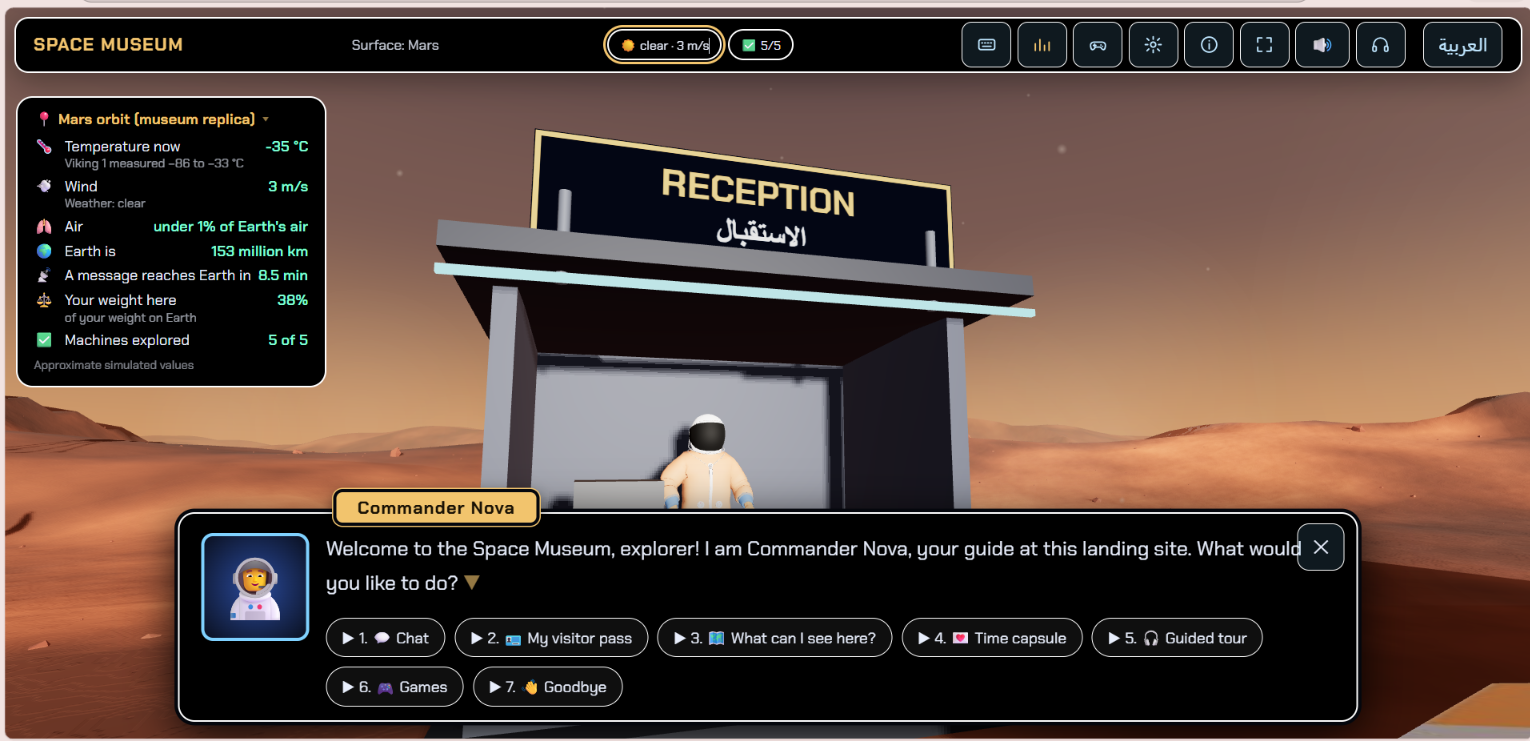 SPACE MUSEUM
Surface: Mars
clear · 3 m/s
5/5
العربية
Mars orbit (museum replica)
Temperature now -35 °C
Viking 1 measured −86 to −33 °C
Wind 3 m/s
Weather: clear
Air under 1% of Earth's air
Earth is 153 million km
A message reaches Earth in 8.5 min
Your weight here 38%
of your weight on Earth
Machines explored 5 of 5
Approximate simulated values
RECEPTION
الاستقبال
Commander Nova
Welcome to the Space Museum, explorer! I am Commander Nova, your guide at this landing site. What would
you like to do?
1. Chat
2. My visitor pass
3. What can I see here?
4. Time capsule
5. Guided tour
6. Games
7. Goodbye